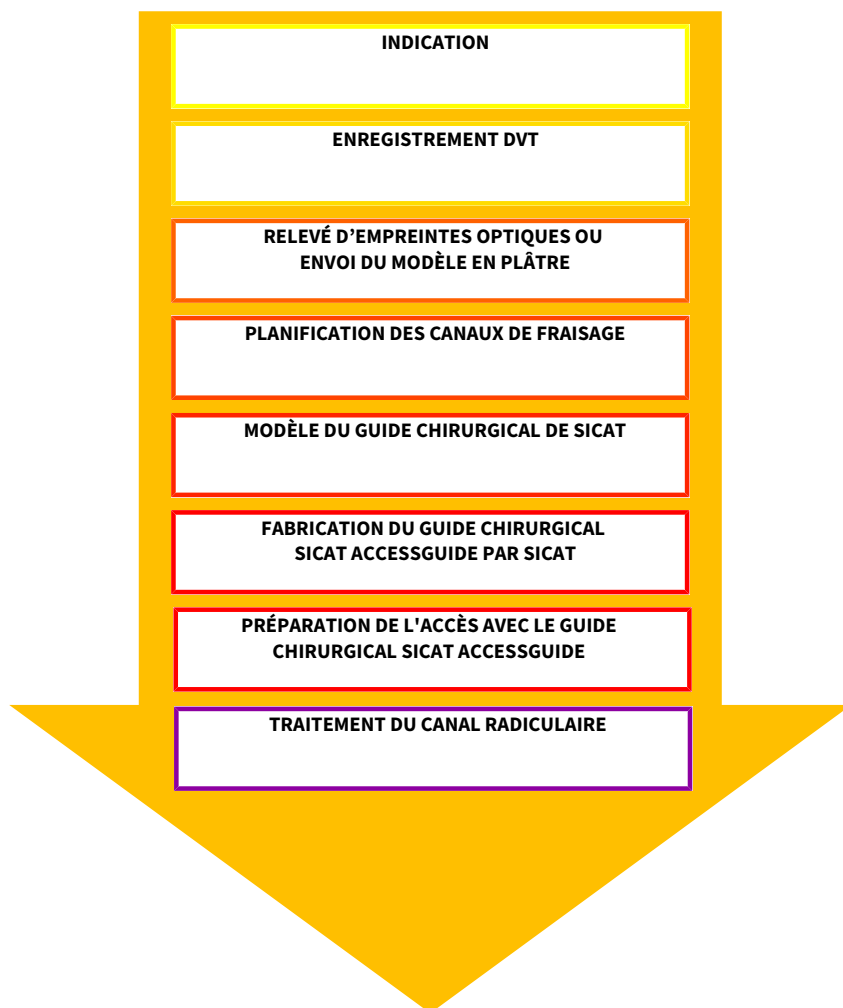 INDICATION
ENREGISTREMENT DVT
RELEVÉ D’EMPREINTES OPTIQUES OU
ENVOI DU MODÈLE EN PLÂTRE
PLANIFICATION DES CANAUX DE FRAISAGE
MODÈLE DU GUIDE CHIRURGICAL DE SICAT
FABRICATION DU GUIDE CHIRURGICAL
SICAT ACCESSGUIDE PAR SICAT
PRÉPARATION DE L'ACCÈS AVEC LE GUIDE
CHIRURGICAL SICAT ACCESSGUIDE
TRAITEMENT DU CANAL RADICULAIRE